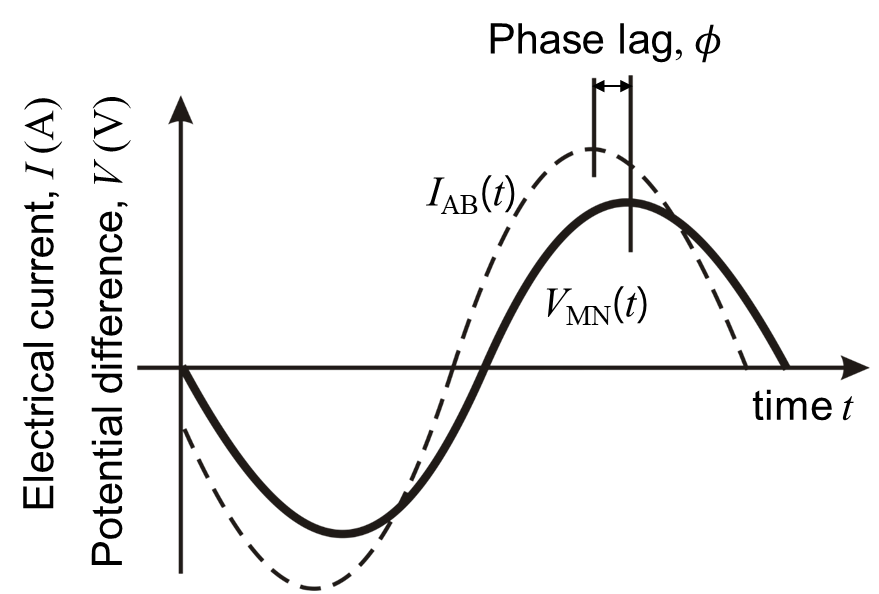 Phase lag, ϕ
Electrical current, I (A)
Potential difference, V (V)
I_AB(t)
V_MN(t)
time t